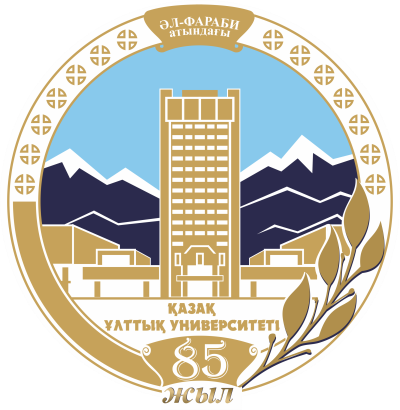 ӘЛ-ФАРАБИ
атындағы
ҚАЗАҚ
ҰЛТТЫҚ УНИВЕРСИТЕТІ
85
жыл